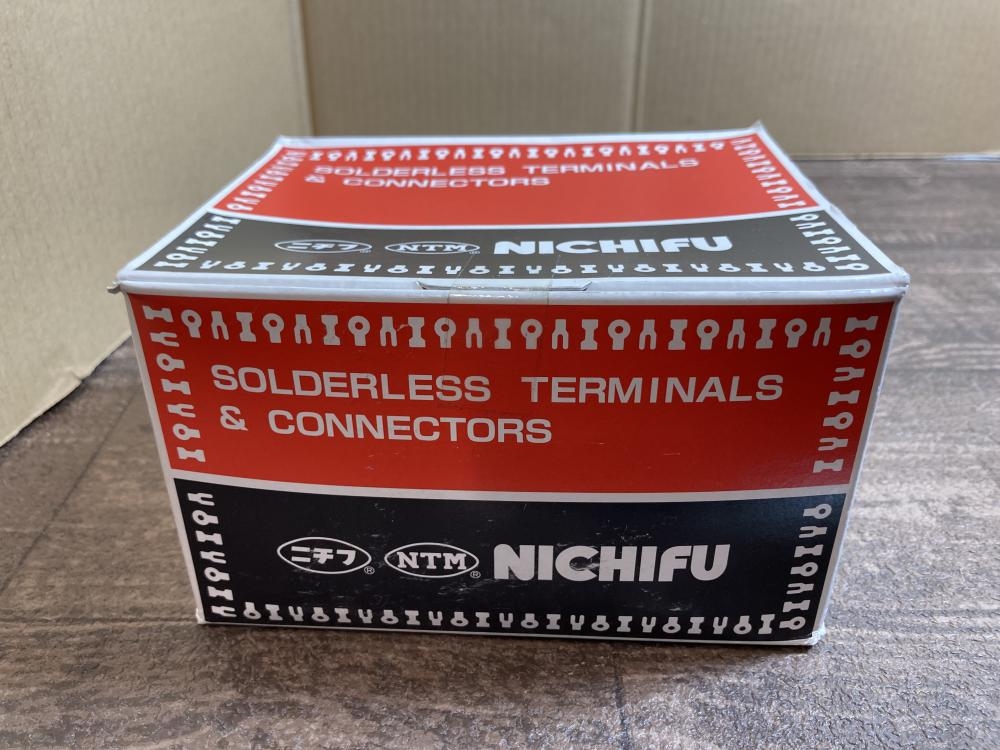 SOLDERLESS TERMINALS
& CONNECTORS
ニチフ ® NTM ® NICHIFU
SOLDERLESS TERMINALS
& CONNECTORS
ニチフ ® NTM ® NICHIFU